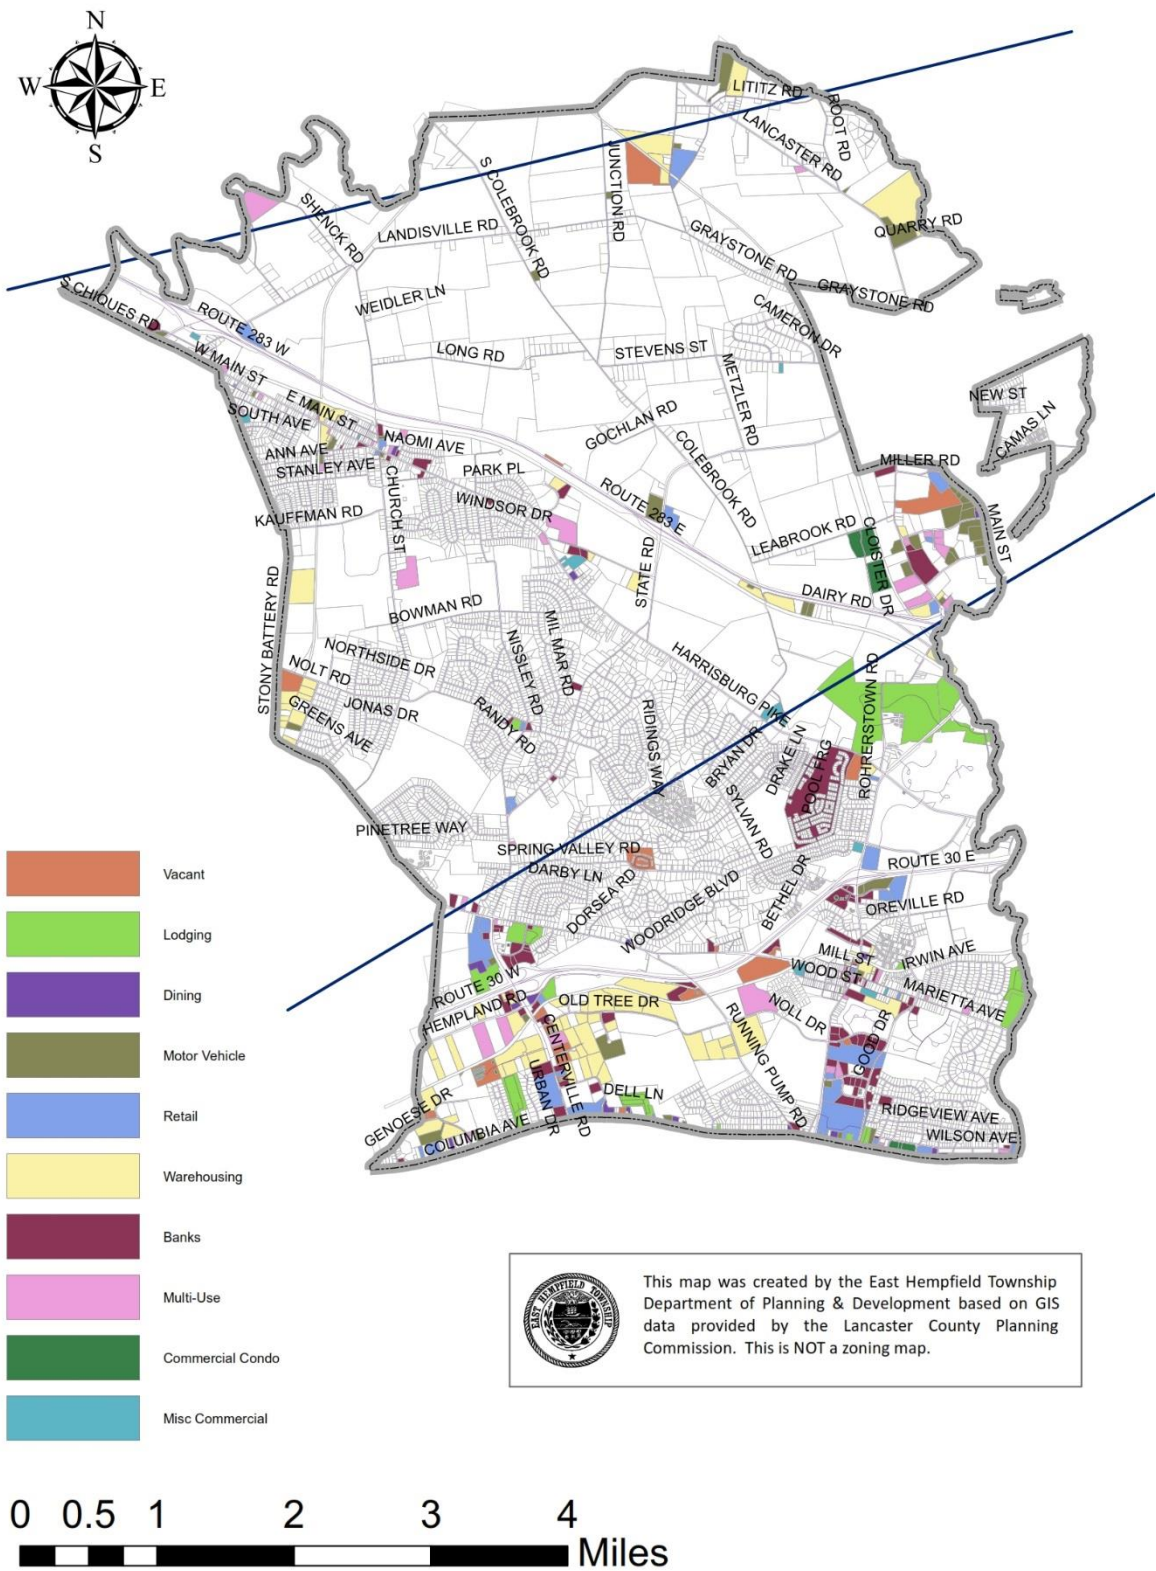 N
W E
S
LITITZ RD
ROOT RD
LANCASTER RD
JUNCTION RD
S COLEBROOK RD
SHENCK RD
LANDISVILLE RD
QUARRY RD
GRAYSTONE RD
GRAYSTONE RD
S CHIQUES RD
ROUTE 283 W
WEIDLER LN
CAMERON DR
W MAIN ST
LONG RD
STEVENS ST
METZLER RD
E MAIN ST
SOUTH AVE
NEW ST
CAMAS LN
GOCHLAN RD
COLEBROOK RD
NAOMI AVE
ANN AVE
STANLEY AVE
PARK PL
MILLER RD
CHURCH ST
WINDSOR DR
ROUTE 283 E
KAUFFMAN RD
LEABROOK RD
CLOISTER DR
MAIN ST
STATE RD
DAIRY RD
STONY BATTERY RD
BOWMAN RD
MIL MAR RD
NISSLEY RD
NORTHSIDE DR
HARRISBURG PIKE
NOLT RD
JONAS DR
GREENS AVE
RANDY RD
RIDINGS WAY
BRYAN DR
DRAKE LN
POOL FRG
ROHRERSTOWN RD
SYLVAN RD
PINETREE WAY
SPRING VALLEY RD
DARBY LN
DORSEA RD
WOODRIDGE BLVD
BETHEL DR
ROUTE 30 E
OREVILLE RD
MILL ST
IRWIN AVE
WOOD ST
MARIETTA AVE
ROUTE 30 W
HEMPLAND RD
OLD TREE DR
NOLL DR
GOOD DR
RUNNING PUMP RD
CENTERVILLE RD
URBAN DR
DELL LN
GENOESE DR
COLUMBIA AVE
RIDGEVIEW AVE
WILSON AVE
Vacant
Lodging
Dining
Motor Vehicle
Retail
Warehousing
Banks
Multi-Use
Commercial Condo
Misc Commercial
EAST HEMPFIELD TOWNSHIP
This map was created by the East Hempfield Township
Department of Planning & Development based on GIS
data provided by the Lancaster County Planning
Commission. This is NOT a zoning map.
0 0.5 1 2 3 4
Miles